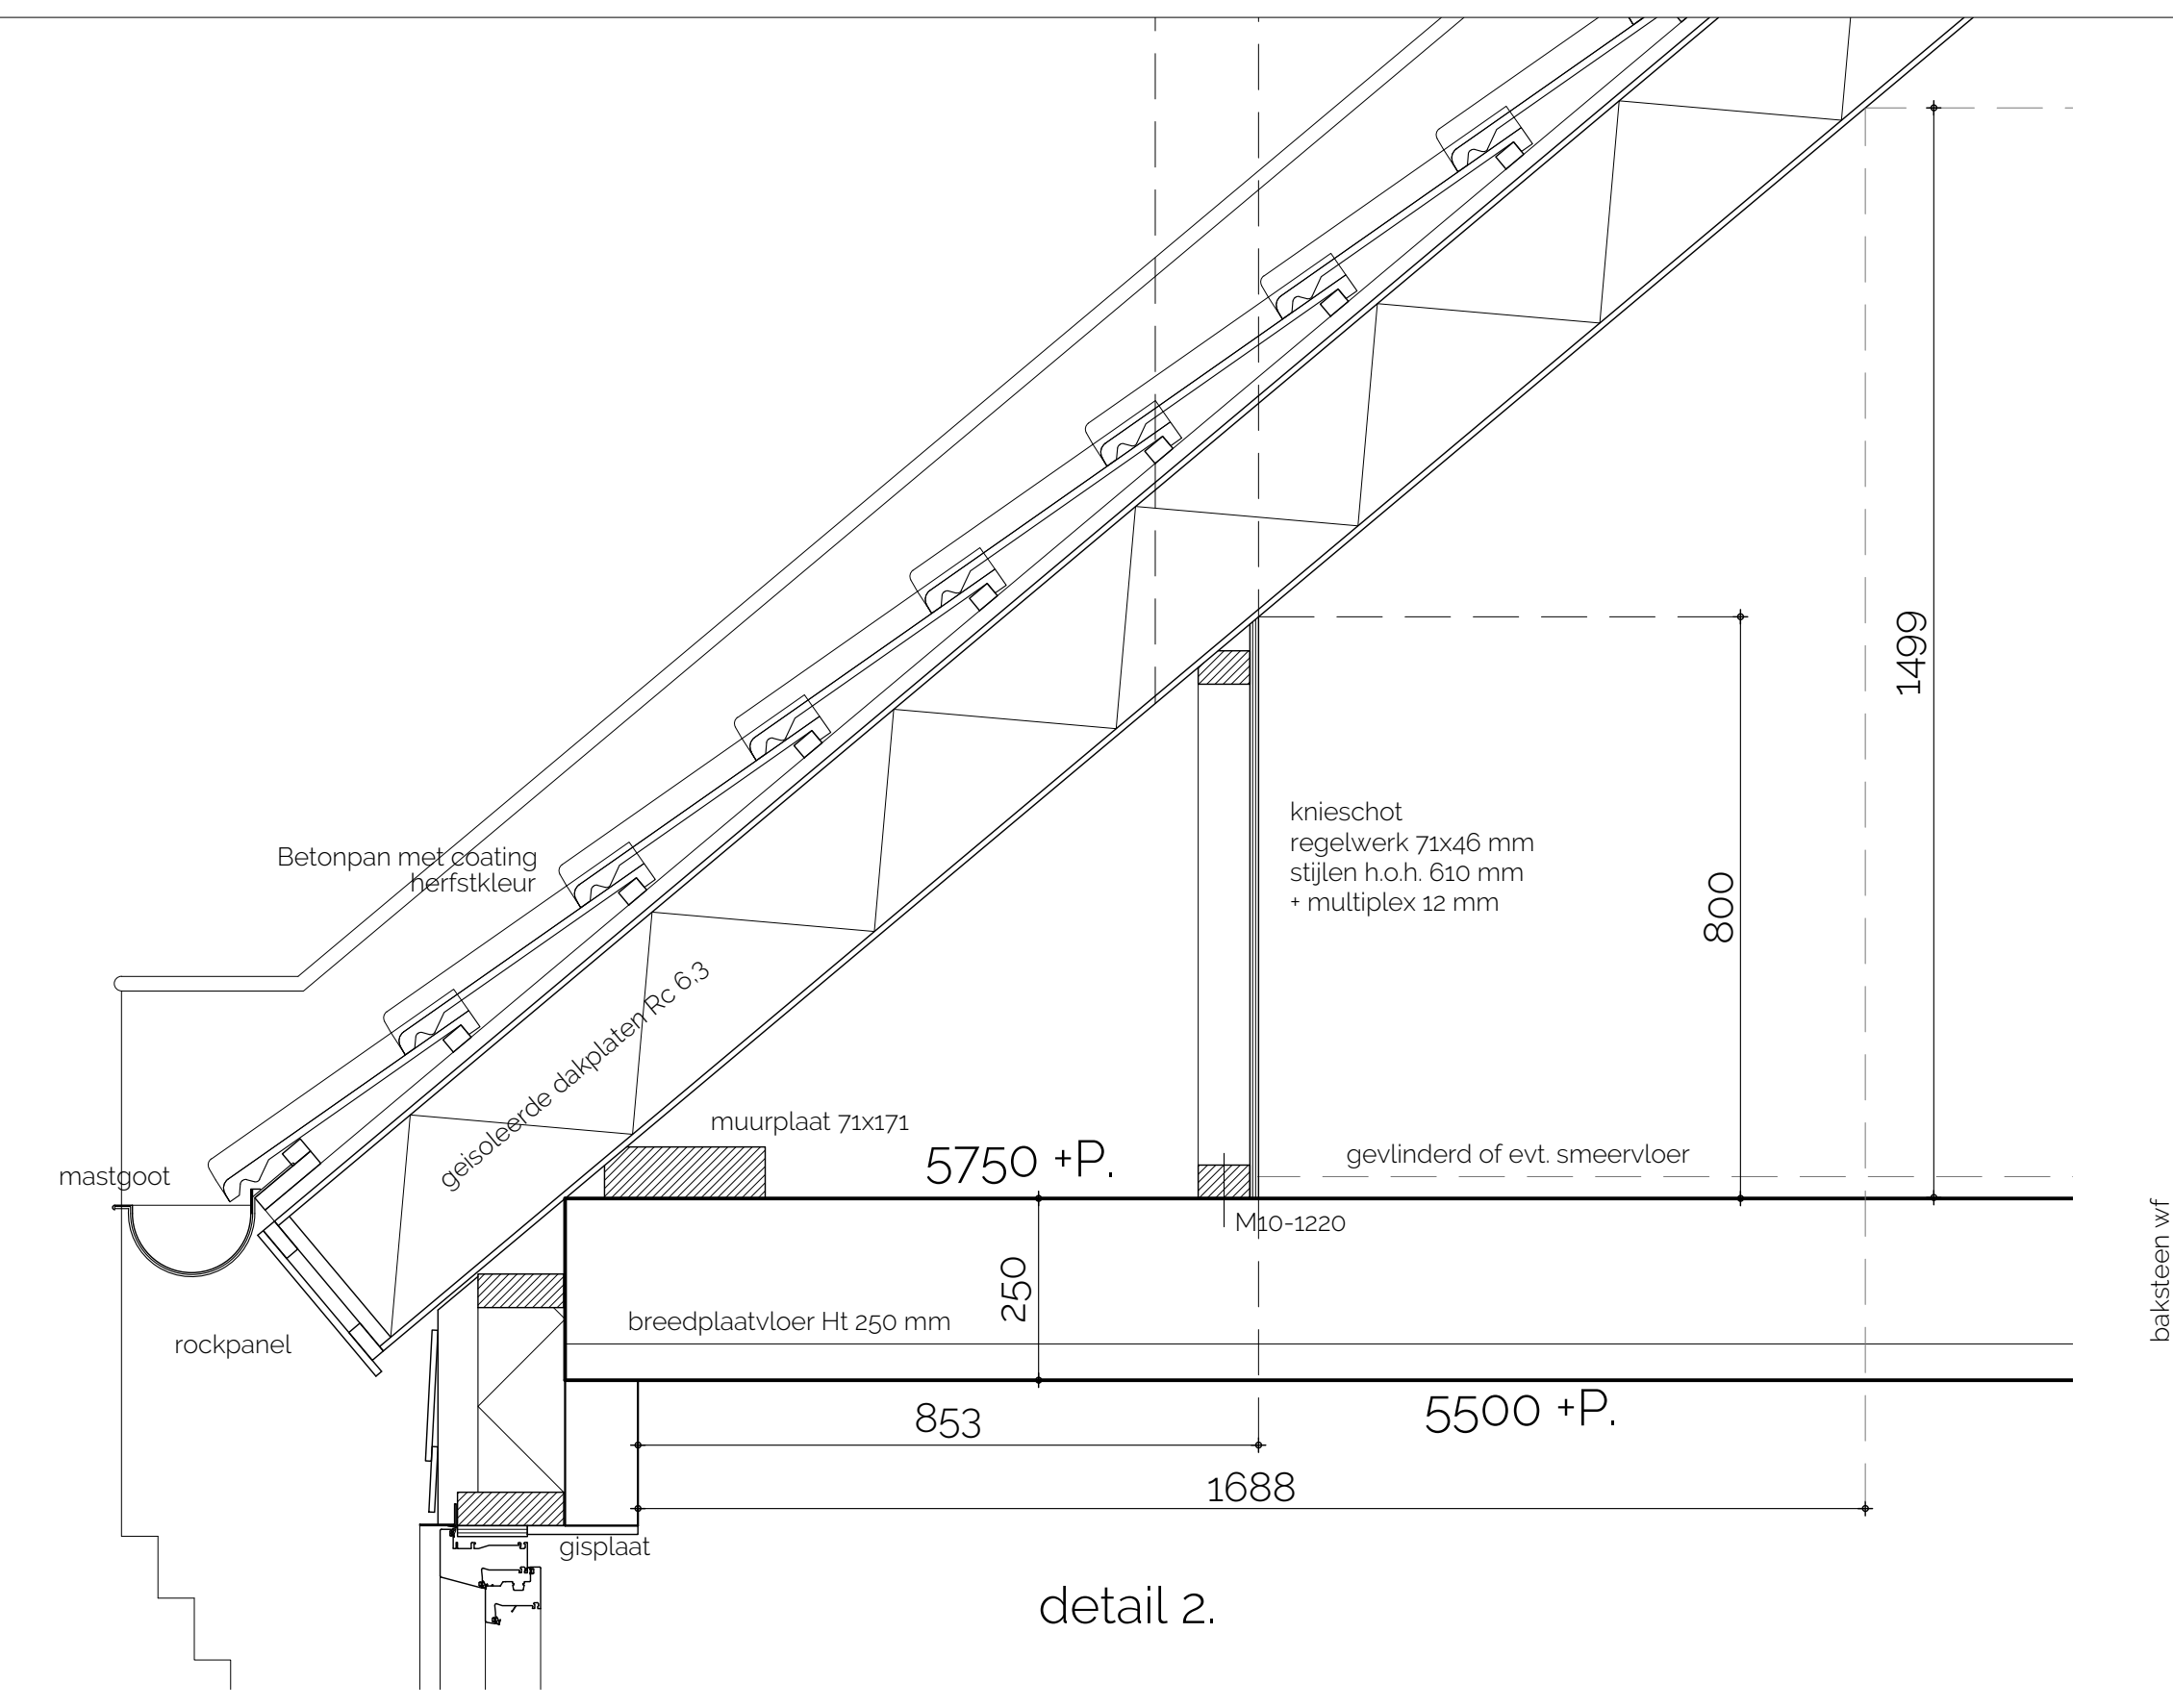 1499
knieschot
regelwerk 71x46 mm
stijlen h.o.h. 610 mm
+ multiplex 12 mm
800
Betonpan met coating
herfstkleur
geisoleerde dakplaten Rc 6,3
muurplaat 71x171
5750 +P.
gevlinderd of evt. smeervloer
mastgoot
M10-1220
baksteen wf
250
breedplaatvloer Ht 250 mm
rockpanel
853
5500 +P.
1688
gisplaat
detail 2.